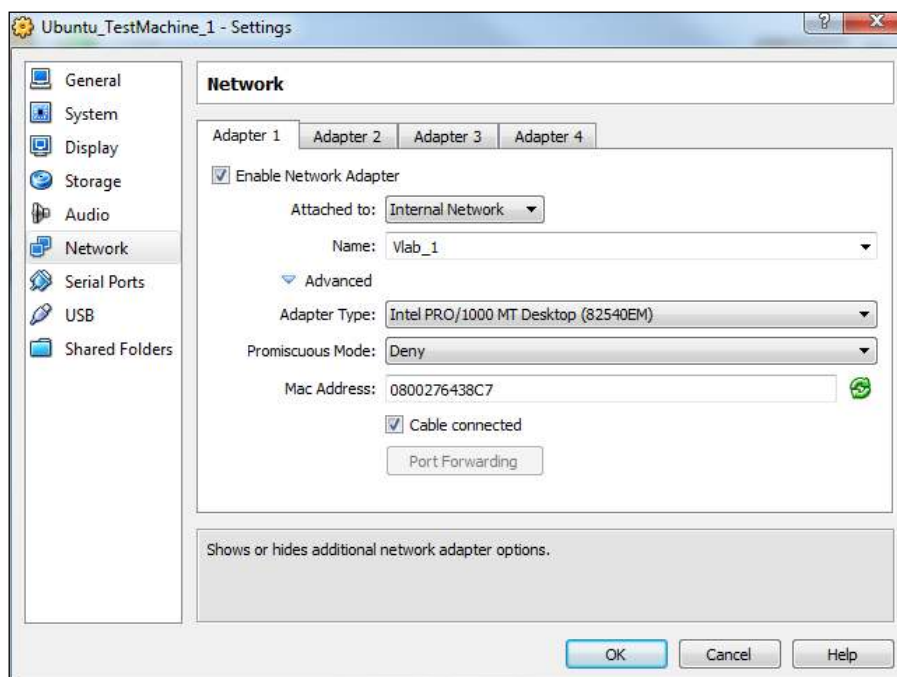 Ubuntu_TestMachine_1 - Settings
?
X
General
System
Display
Storage
Audio
Network
Serial Ports
USB
Shared Folders
Network
Adapter 1
Adapter 2
Adapter 3
Adapter 4
Enable Network Adapter
Attached to: Internal Network
Name: Vlab_1
Advanced
Adapter Type: Intel PRO/1000 MT Desktop (82540EM)
Promiscuous Mode: Deny
Mac Address: 0800276438C7
Cable connected
Port Forwarding
Shows or hides additional network adapter options.
OK
Cancel
Help